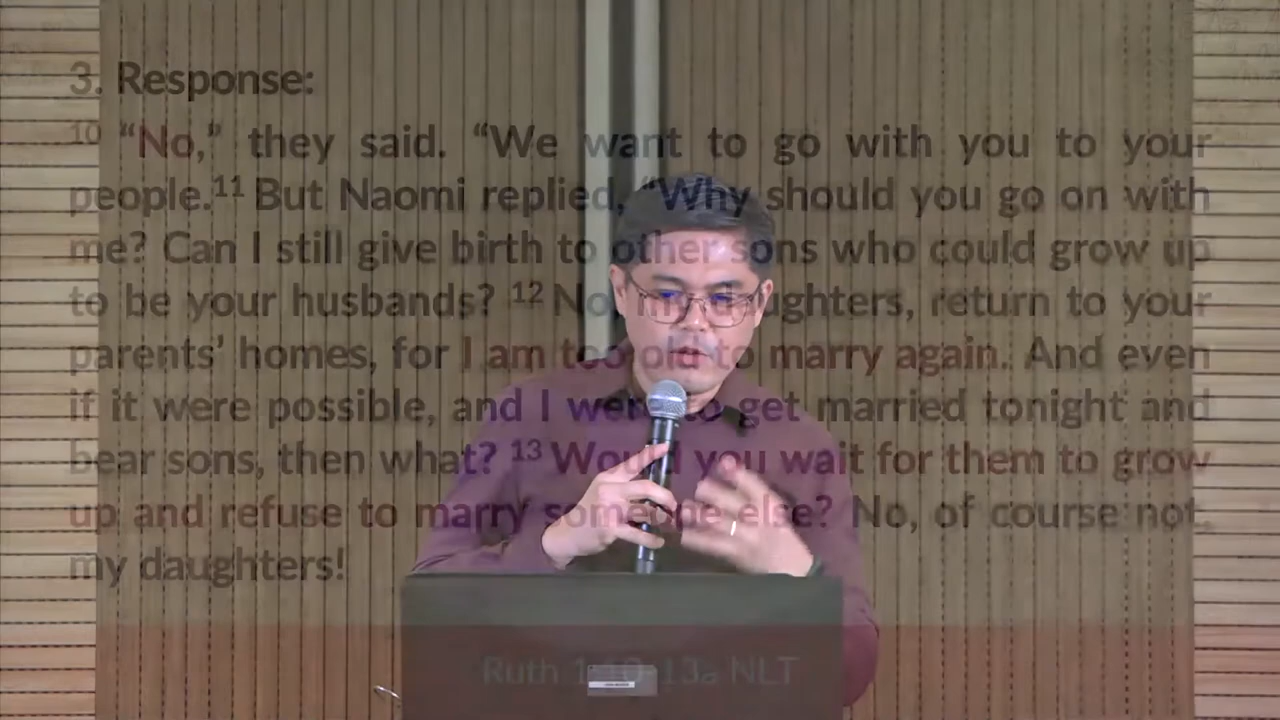 3. Response:
10 “No,” they said. “We want to go with you to your
people.11 But Naomi replied, “Why should you go on with
me? Can I still give birth to other sons who could grow up
to be your husbands? 12 No, my daughters, return to your
parents’ homes, for I am too old to marry again. And even
if it were possible, and I were to get married tonight and
bear sons, then what? 13 Would you wait for them to grow
up and refuse to marry someone else? No, of course not,
my daughters!
Ruth 1:10-13a NLT